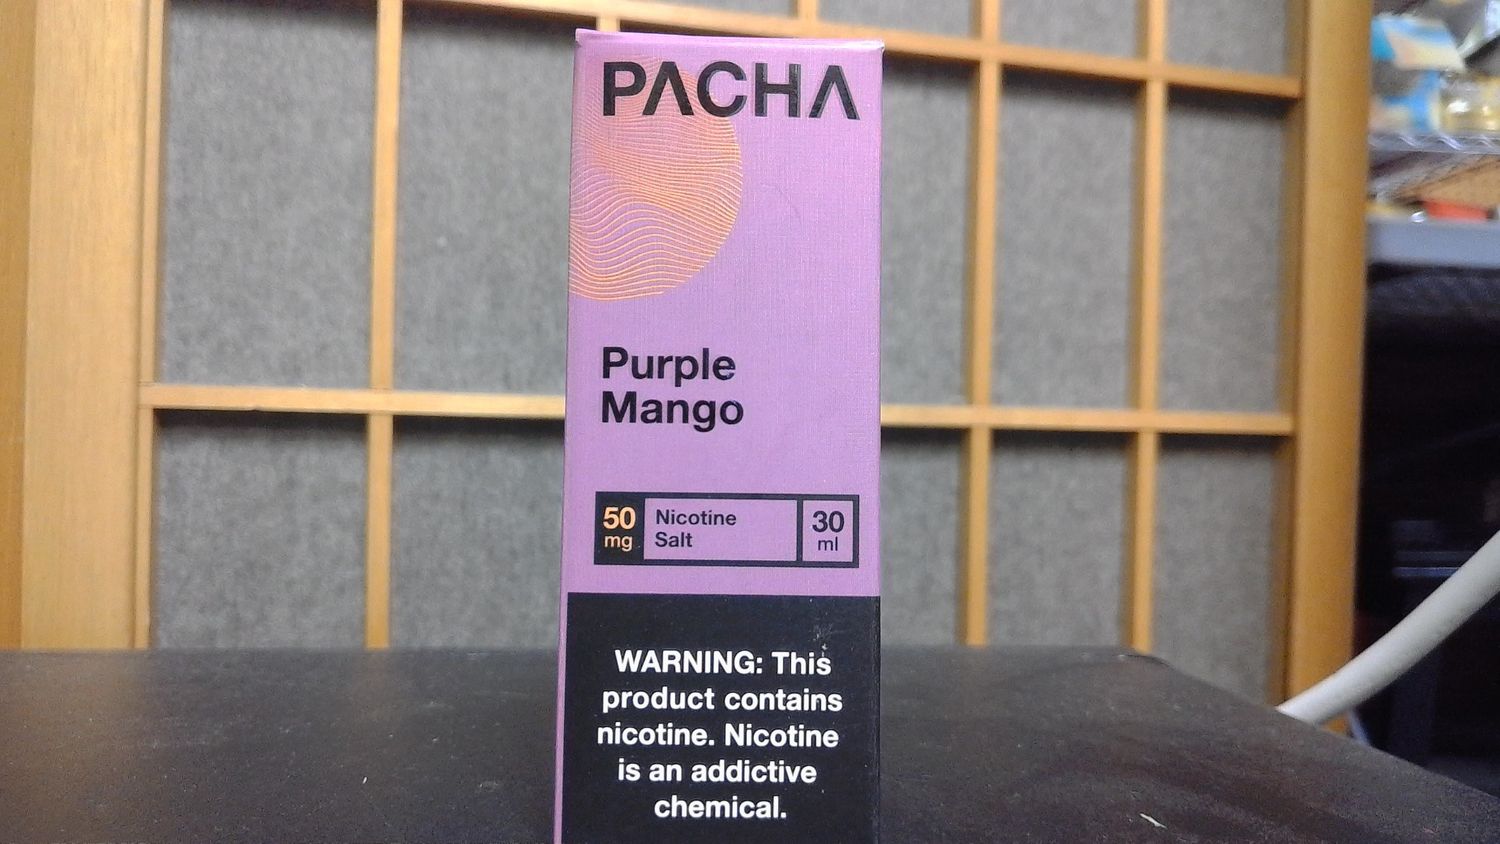 PACHA
Purple
Mango
50
mg
Nicotine
Salt
30
ml
WARNING: This
product contains
nicotine. Nicotine
is an addictive
chemical.